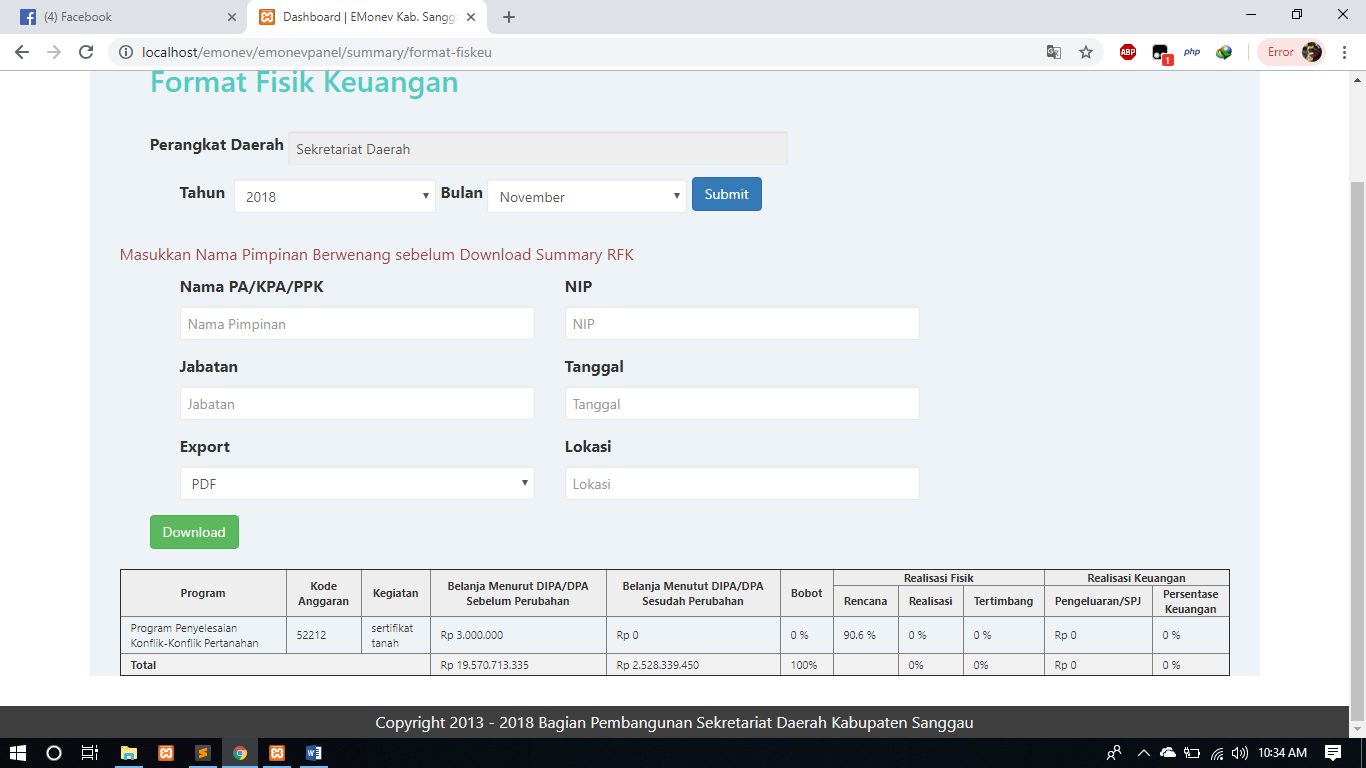 (4) Facebook
Dashboard | EMonev Kab. Sangg
localhost/emonev/emonevpanel/summary/format-fiskeu
ABP
1
php
Error
Format Fisik Keuangan
Perangkat Daerah Sekretariat Daerah
Tahun 2018 Bulan November Submit
Masukkan Nama Pimpinan Berwenang sebelum Download Summary RFK
Nama PA/KPA/PPK NIP
Nama Pimpinan NIP
Jabatan Tanggal
Jabatan Tanggal
Export Lokasi
PDF Lokasi
Download
Program
Kode
Anggaran
Kegiatan
Belanja Menurut DIPA/DPA
Sebelum Perubahan
Belanja Menutut DIPA/DPA
Sesudah Perubahan
Bobot
Realisasi Fisik
Rencana Realisasi Tertimbang
Realisasi Keuangan
Pengeluaran/SPJ
Persentase
Keuangan
Program Penyelesaian
Konflik-Konflik Pertanahan
52212
sertifikat
tanah
Rp 3.000.000 Rp 0 0 % 90.6 % 0 % 0 % Rp 0 0 %
Total Rp 19.570.713.335 Rp 2.528.339.450 100% 0% 0% Rp 0 0 %
Copyright 2013 - 2018 Bagian Pembangunan Sekretariat Daerah Kabupaten Sanggau
10:34 AM